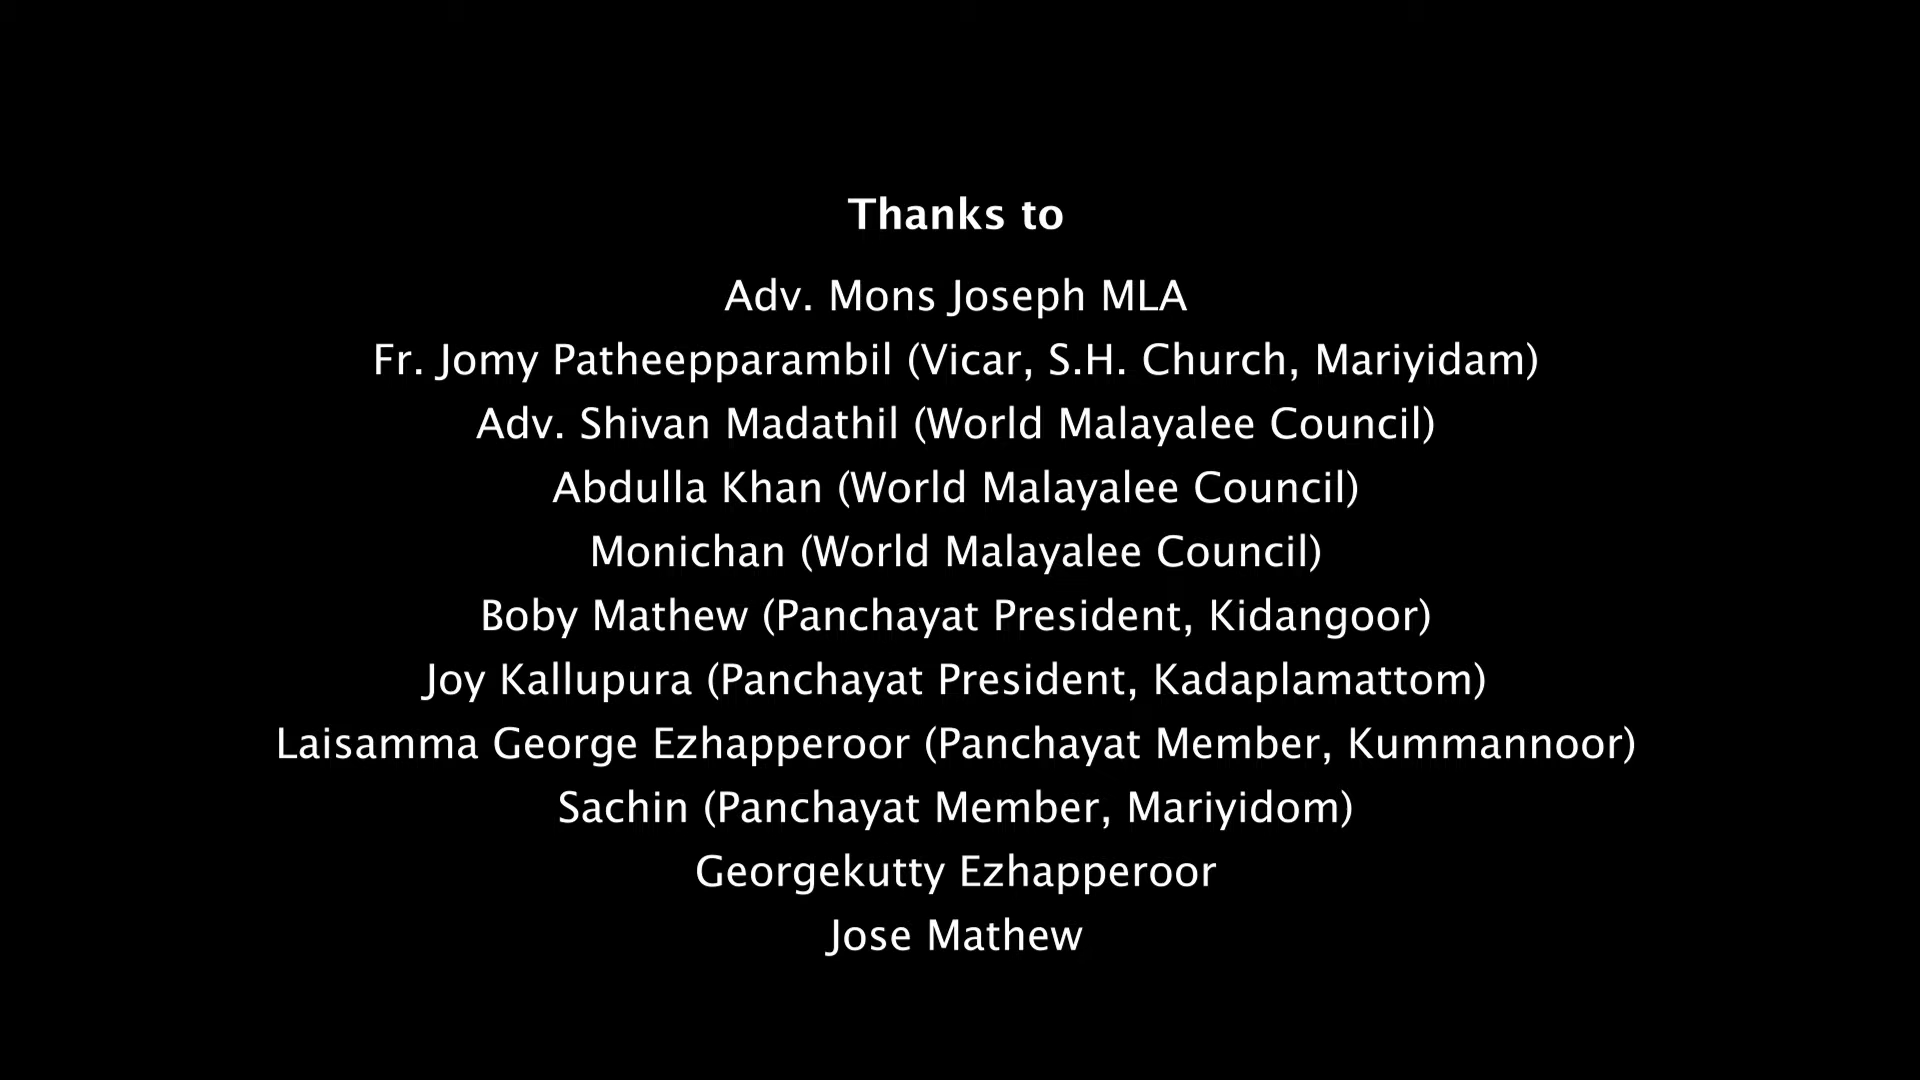 Thanks to
Adv. Mons Joseph MLA
Fr. Jomy Patheepparambil (Vicar, S.H. Church, Mariyidam)
Adv. Shivan Madathil (World Malayalee Council)
Abdulla Khan (World Malayalee Council)
Monichan (World Malayalee Council)
Boby Mathew (Panchayat President, Kidangoor)
Joy Kallupura (Panchayat President, Kadaplamattom)
Laisamma George Ezhapperoor (Panchayat Member, Kummannoor)
Sachin (Panchayat Member, Mariyidom)
Georgekutty Ezhapperoor
Jose Mathew